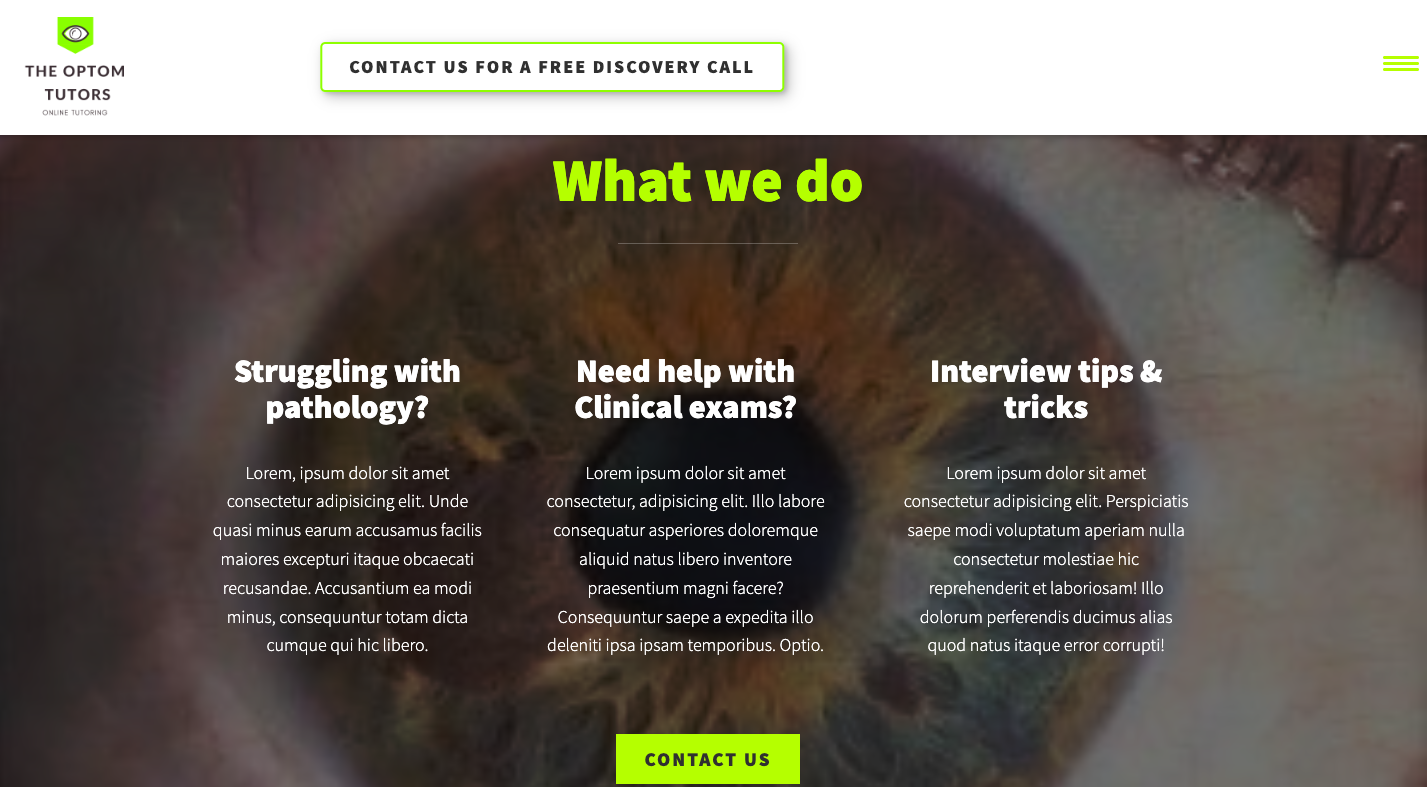 THE OPTOM
TUTORS
ONLINE TUTORING
CONTACT US FOR A FREE DISCOVERY CALL
What we do
Struggling with
pathology?
Lorem, ipsum dolor sit amet
consectetur adipisicing elit. Unde
quasi minus earum accusamus facilis
maiores excepturi itaque obcaecati
recusandae. Accusantium ea modi
minus, consequuntur totam dicta
cumque qui hic libero.
Need help with
Clinical exams?
Lorem ipsum dolor sit amet
consectetur, adipisicing elit. Illo labore
consequatur asperiores doloremque
aliquid natus libero inventore
praesentium magni facere?
Consequuntur saepe a expedita illo
deleniti ipsa ipsam temporibus. Optio.
Interview tips &
tricks
Lorem ipsum dolor sit amet
consectetur adipisicing elit. Perspiciatis
saepe modi voluptatum aperiam nulla
consectetur molestiae hic
reprehenderit et laboriosam! Illo
dolorum perferendis ducimus alias
quod natus itaque error corrupti!
CONTACT US